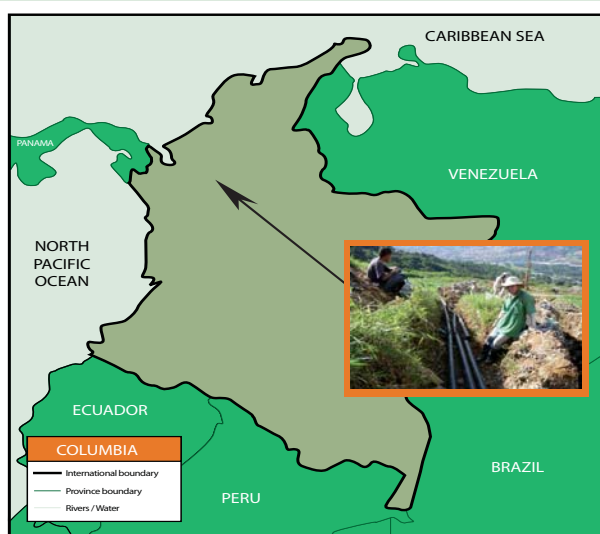 CARIBBEAN SEA
PANAMA
VENEZUELA
NORTH
PACIFIC
OCEAN
ECUADOR
COLUMBIA
International boundary
Province boundary
Rivers / Water
PERU
BRAZIL